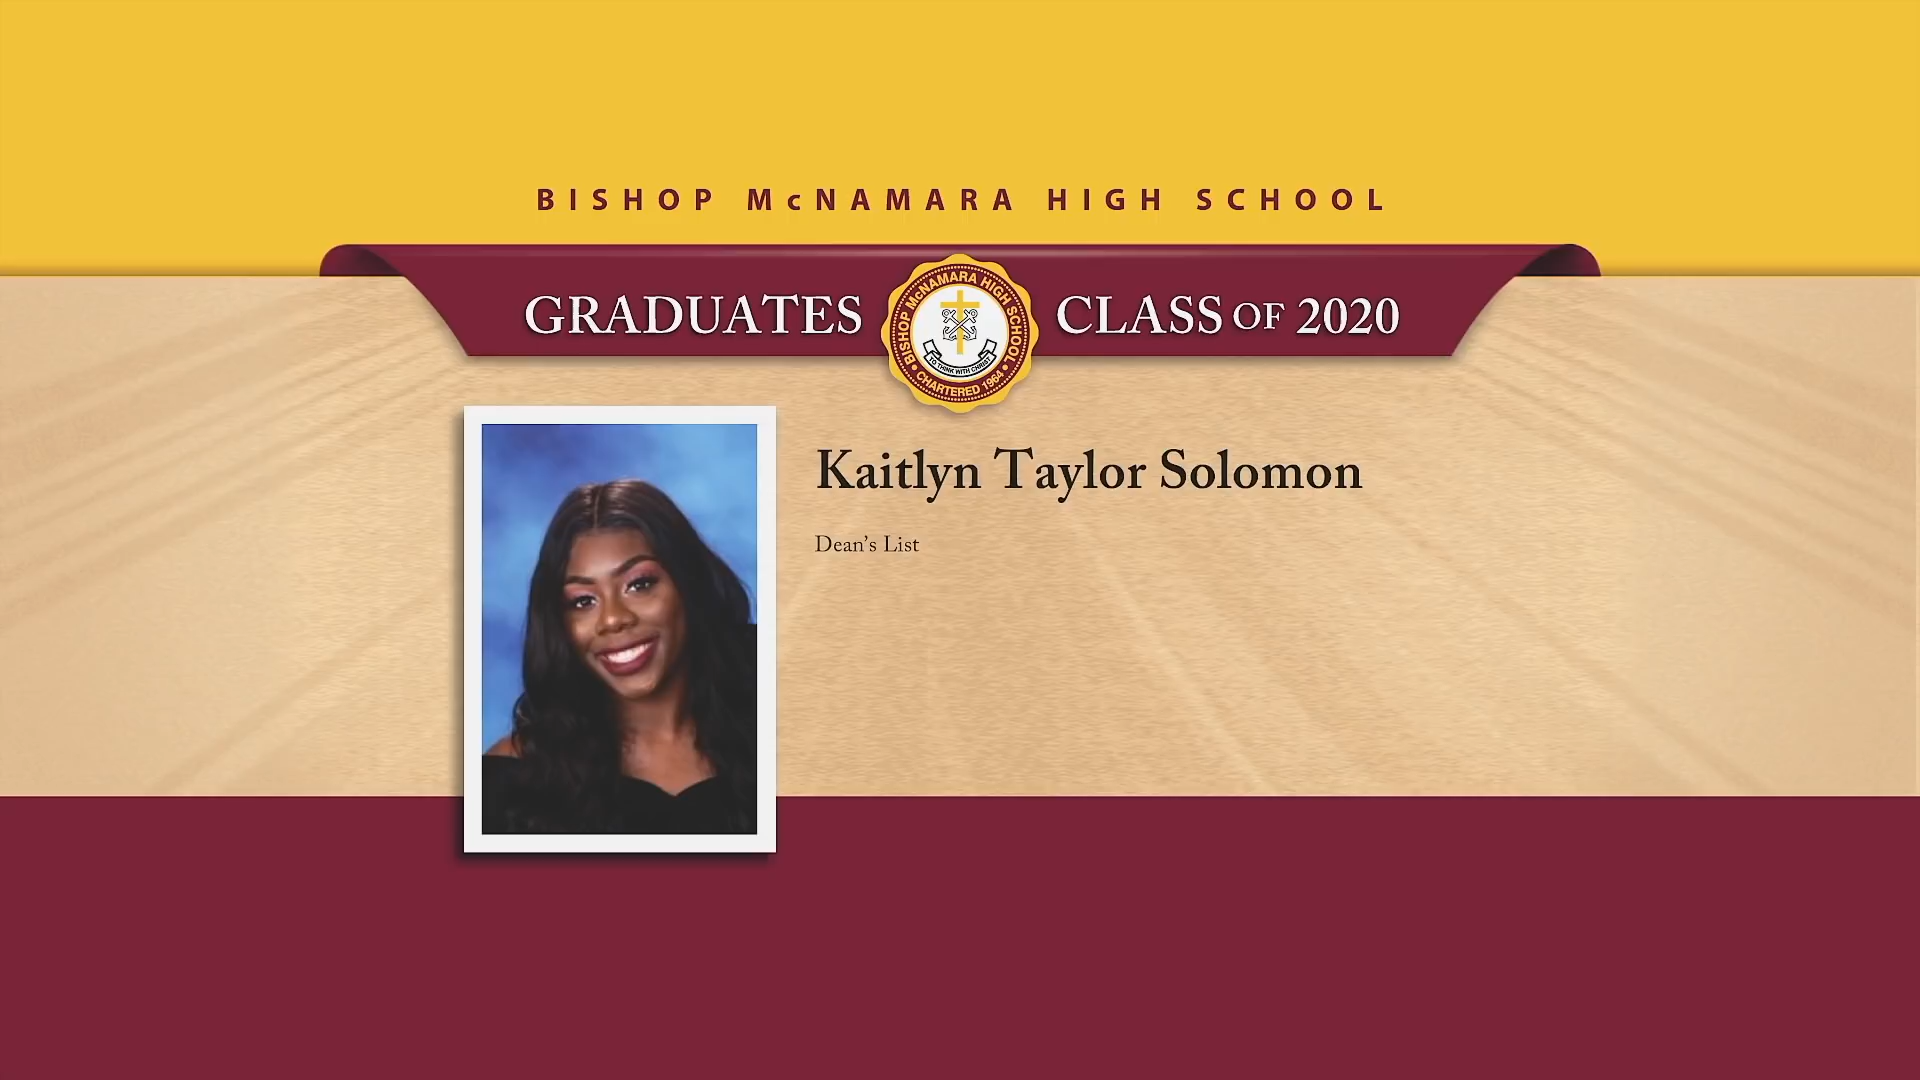 BISHOP McNAMARA HIGH SCHOOL
GRADUATES CLASS OF 2020
BISHOP McNAMARA HIGH SCHOOL
TO THINK WITH CHRIST
CHARTERED 1964
Kaitlyn Taylor Solomon
Dean's List